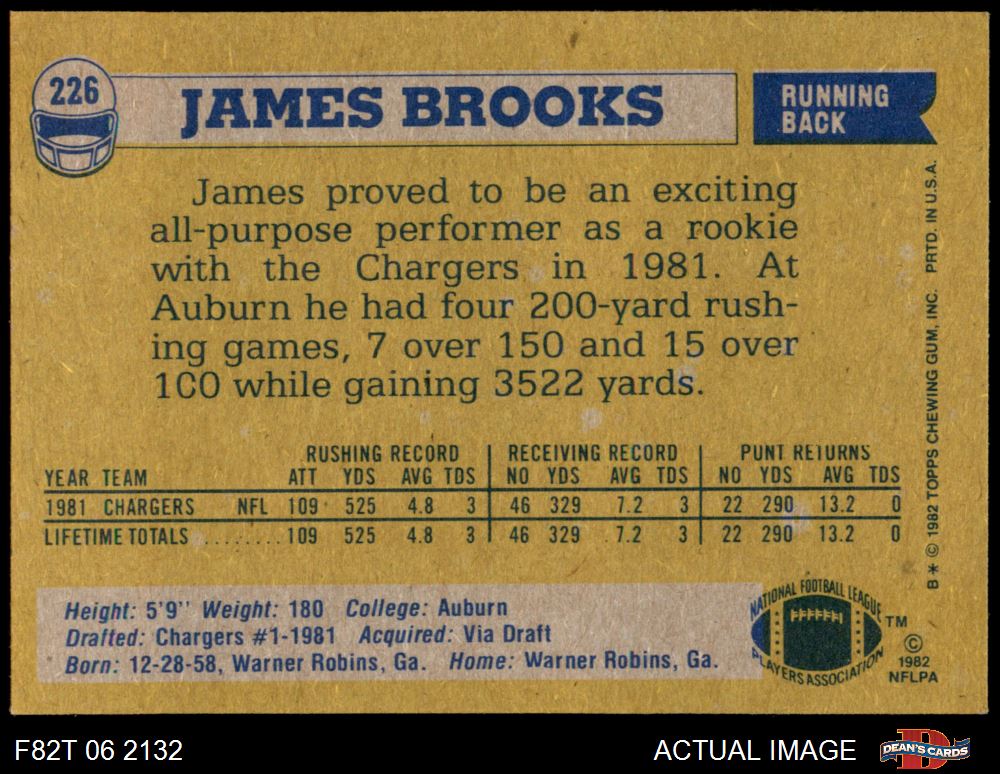 226
JAMES BROOKS
RUNNING
BACK
James proved to be an exciting
all-purpose performer as a rookie
with the Chargers in 1981. At
Auburn he had four 200-yard rush-
ing games, 7 over 150 and 15 over
100 while gaining 3522 yards.
RUSHING RECORD RECEIVING RECORD PUNT RETURNS
YEAR TEAM ATT YDS AVG TDS NO YDS AVG TDS NO YDS AVG TDS
1981 CHARGERS NFL 109 525 4.8 3 46 329 7.2 3 22 290 13.2 0
LIFETIME TOTALS ........ 109 525 4.8 3 46 329 7.2 3 22 290 13.2 0
Height: 5'9" Weight: 180 College: Auburn
Drafted: Chargers #1-1981 Acquired: Via Draft
Born: 12-28-58, Warner Robins, Ga. Home: Warner Robins, Ga.
NATIONAL FOOTBALL LEAGUE
PLAYERS ASSOCIATION
TM
©
1982
NFLPA
B* © 1982 TOPPS CHEWING GUM, INC. PRTD. IN U.S.A.
F82T 06 2132
ACTUAL IMAGE
DEAN'S CARDS